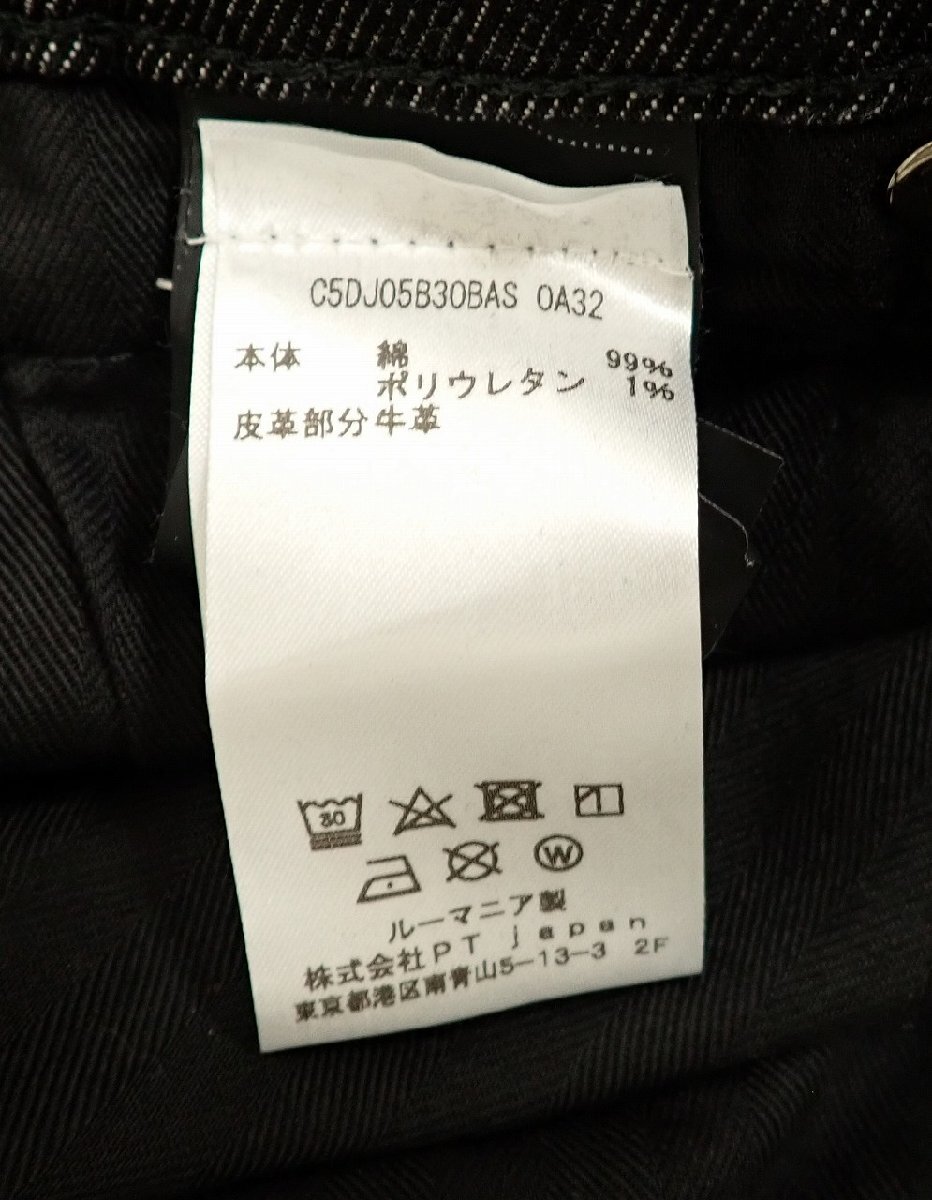 C5DJ05B30BAS 0A32
本体 綿 99%
ポリウレタン 1%
皮革部分 牛革
30
W
ルーマニア製
株式会社PT japan
東京都港区南青山5-13-3 2F